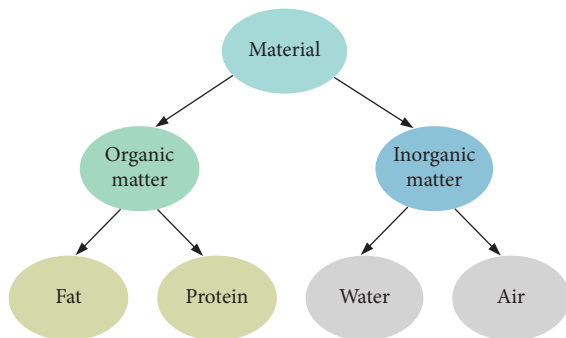 Material
Organic
matter
Inorganic
matter
Fat
Protein
Water
Air